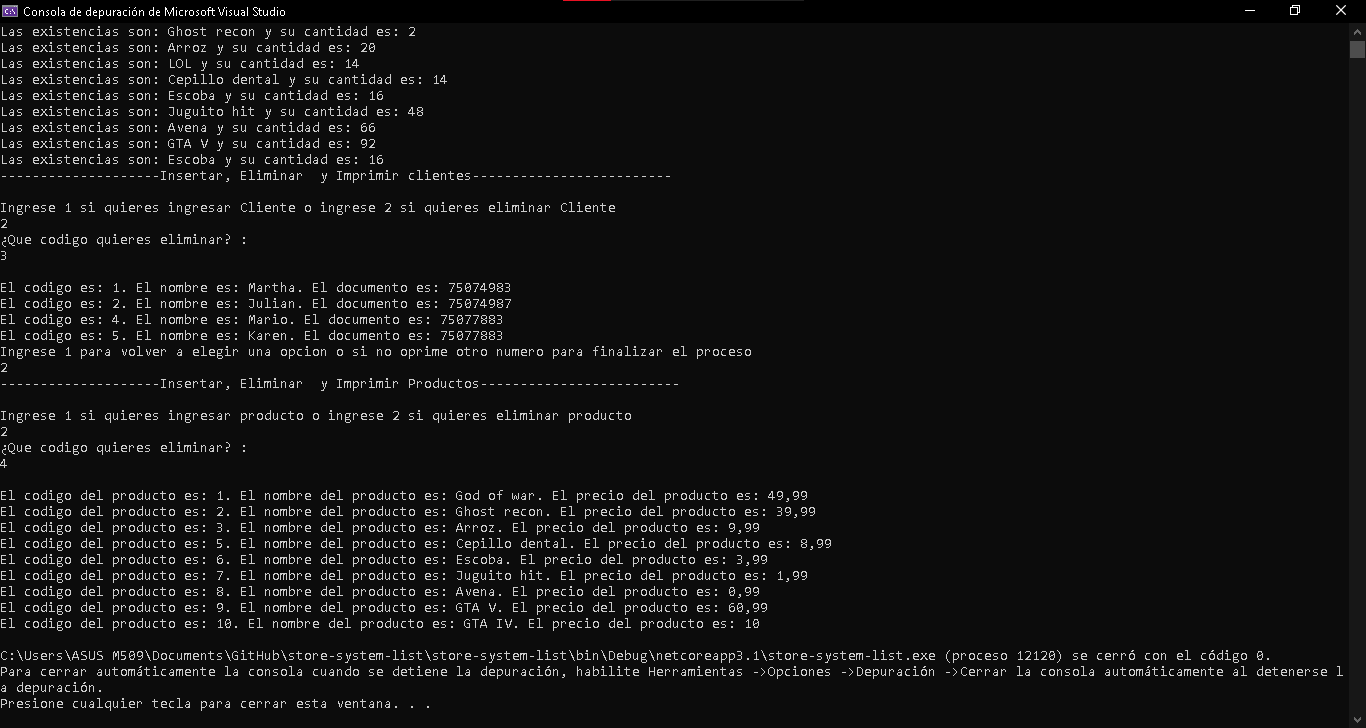 Consola de depuración de Microsoft Visual Studio
Las existencias son: Ghost recon y su cantidad es: 2
Las existencias son: Arroz y su cantidad es: 20
Las existencias son: LOL y su cantidad es: 14
Las existencias son: Cepillo dental y su cantidad es: 14
Las existencias son: Escoba y su cantidad es: 16
Las existencias son: Juguito hit y su cantidad es: 48
Las existencias son: Avena y su cantidad es: 66
Las existencias son: GTA V y su cantidad es: 92
Las existencias son: Escoba y su cantidad es: 16
--------------------Insertar, Eliminar  y Imprimir clientes-------------------------
Ingrese 1 si quieres ingresar Cliente o ingrese 2 si quieres eliminar Cliente
2
¿Que codigo quieres eliminar? :
3
El codigo es: 1. El nombre es: Martha. El documento es: 75074983
El codigo es: 2. El nombre es: Julian. El documento es: 75074987
El codigo es: 4. El nombre es: Mario. El documento es: 75077883
El codigo es: 5. El nombre es: Karen. El documento es: 75077883
Ingrese 1 para volver a elegir una opcion o si no oprime otro numero para finalizar el proceso
2
--------------------Insertar, Eliminar  y Imprimir Productos-------------------------
Ingrese 1 si quieres ingresar producto o ingrese 2 si quieres eliminar producto
2
¿Que codigo quieres eliminar? :
4
El codigo del producto es: 1. El nombre del producto es: God of war. El precio del producto es: 49,99
El codigo del producto es: 2. El nombre del producto es: Ghost recon. El precio del producto es: 39,99
El codigo del producto es: 3. El nombre del producto es: Arroz. El precio del producto es: 9,99
El codigo del producto es: 5. El nombre del producto es: Cepillo dental. El precio del producto es: 8,99
El codigo del producto es: 6. El nombre del producto es: Escoba. El precio del producto es: 3,99
El codigo del producto es: 7. El nombre del producto es: Juguito hit. El precio del producto es: 1,99
El codigo del producto es: 8. El nombre del producto es: Avena. El precio del producto es: 0,99
El codigo del producto es: 9. El nombre del producto es: GTA V. El precio del producto es: 60,99
El codigo del producto es: 10. El nombre del producto es: GTA IV. El precio del producto es: 10
C:\Users\ASUS M509\Documents\GitHub\store-system-list\store-system-list\bin\Debug\netcoreapp3.1\store-system-list.exe (proceso 12120) se cerró con el código 0.
Para cerrar automáticamente la consola cuando se detiene la depuración, habilite Herramientas ->Opciones ->Depuración ->Cerrar la consola automáticamente al detenerse l
a depuración.
Presione cualquier tecla para cerrar esta ventana. . .